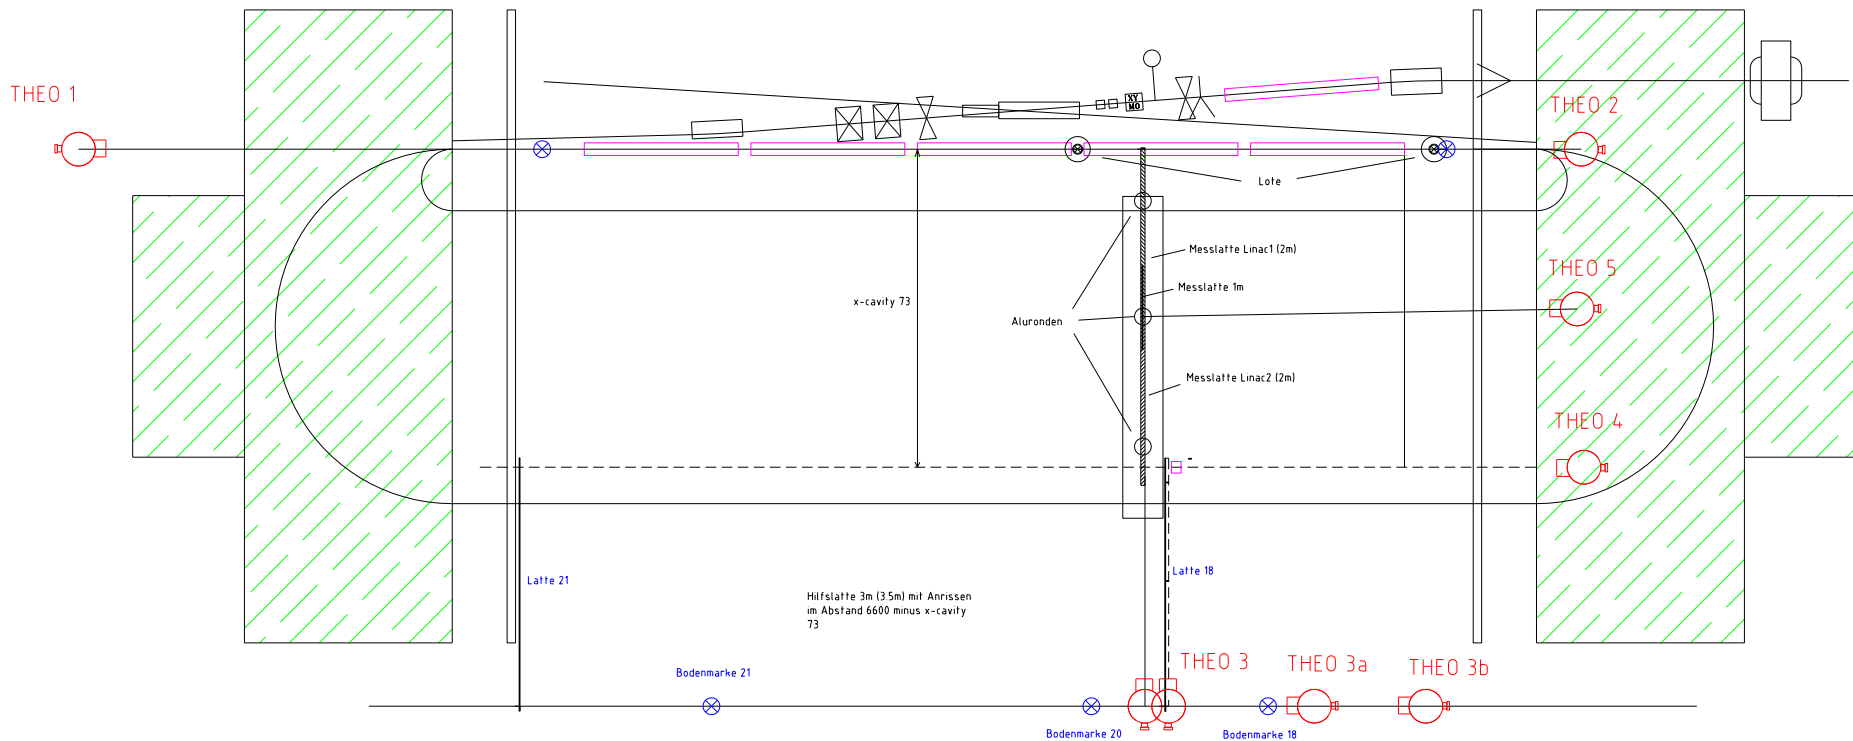 THEO 1
XY
MO
THEO 2
Lote
Messlatte Linac1 (2m)
THEO 5
Messlatte 1m
x-cavity 73
Aluronden
Messlatte Linac2 (2m)
THEO 4
Latte 21
Latte 18
Hilfslatte 3m (3.5m) mit Anrissen
im Abstand 6600 minus x-cavity
73
Bodenmarke 21
THEO 3
THEO 3a
THEO 3b
Bodenmarke 20
Bodenmarke 18